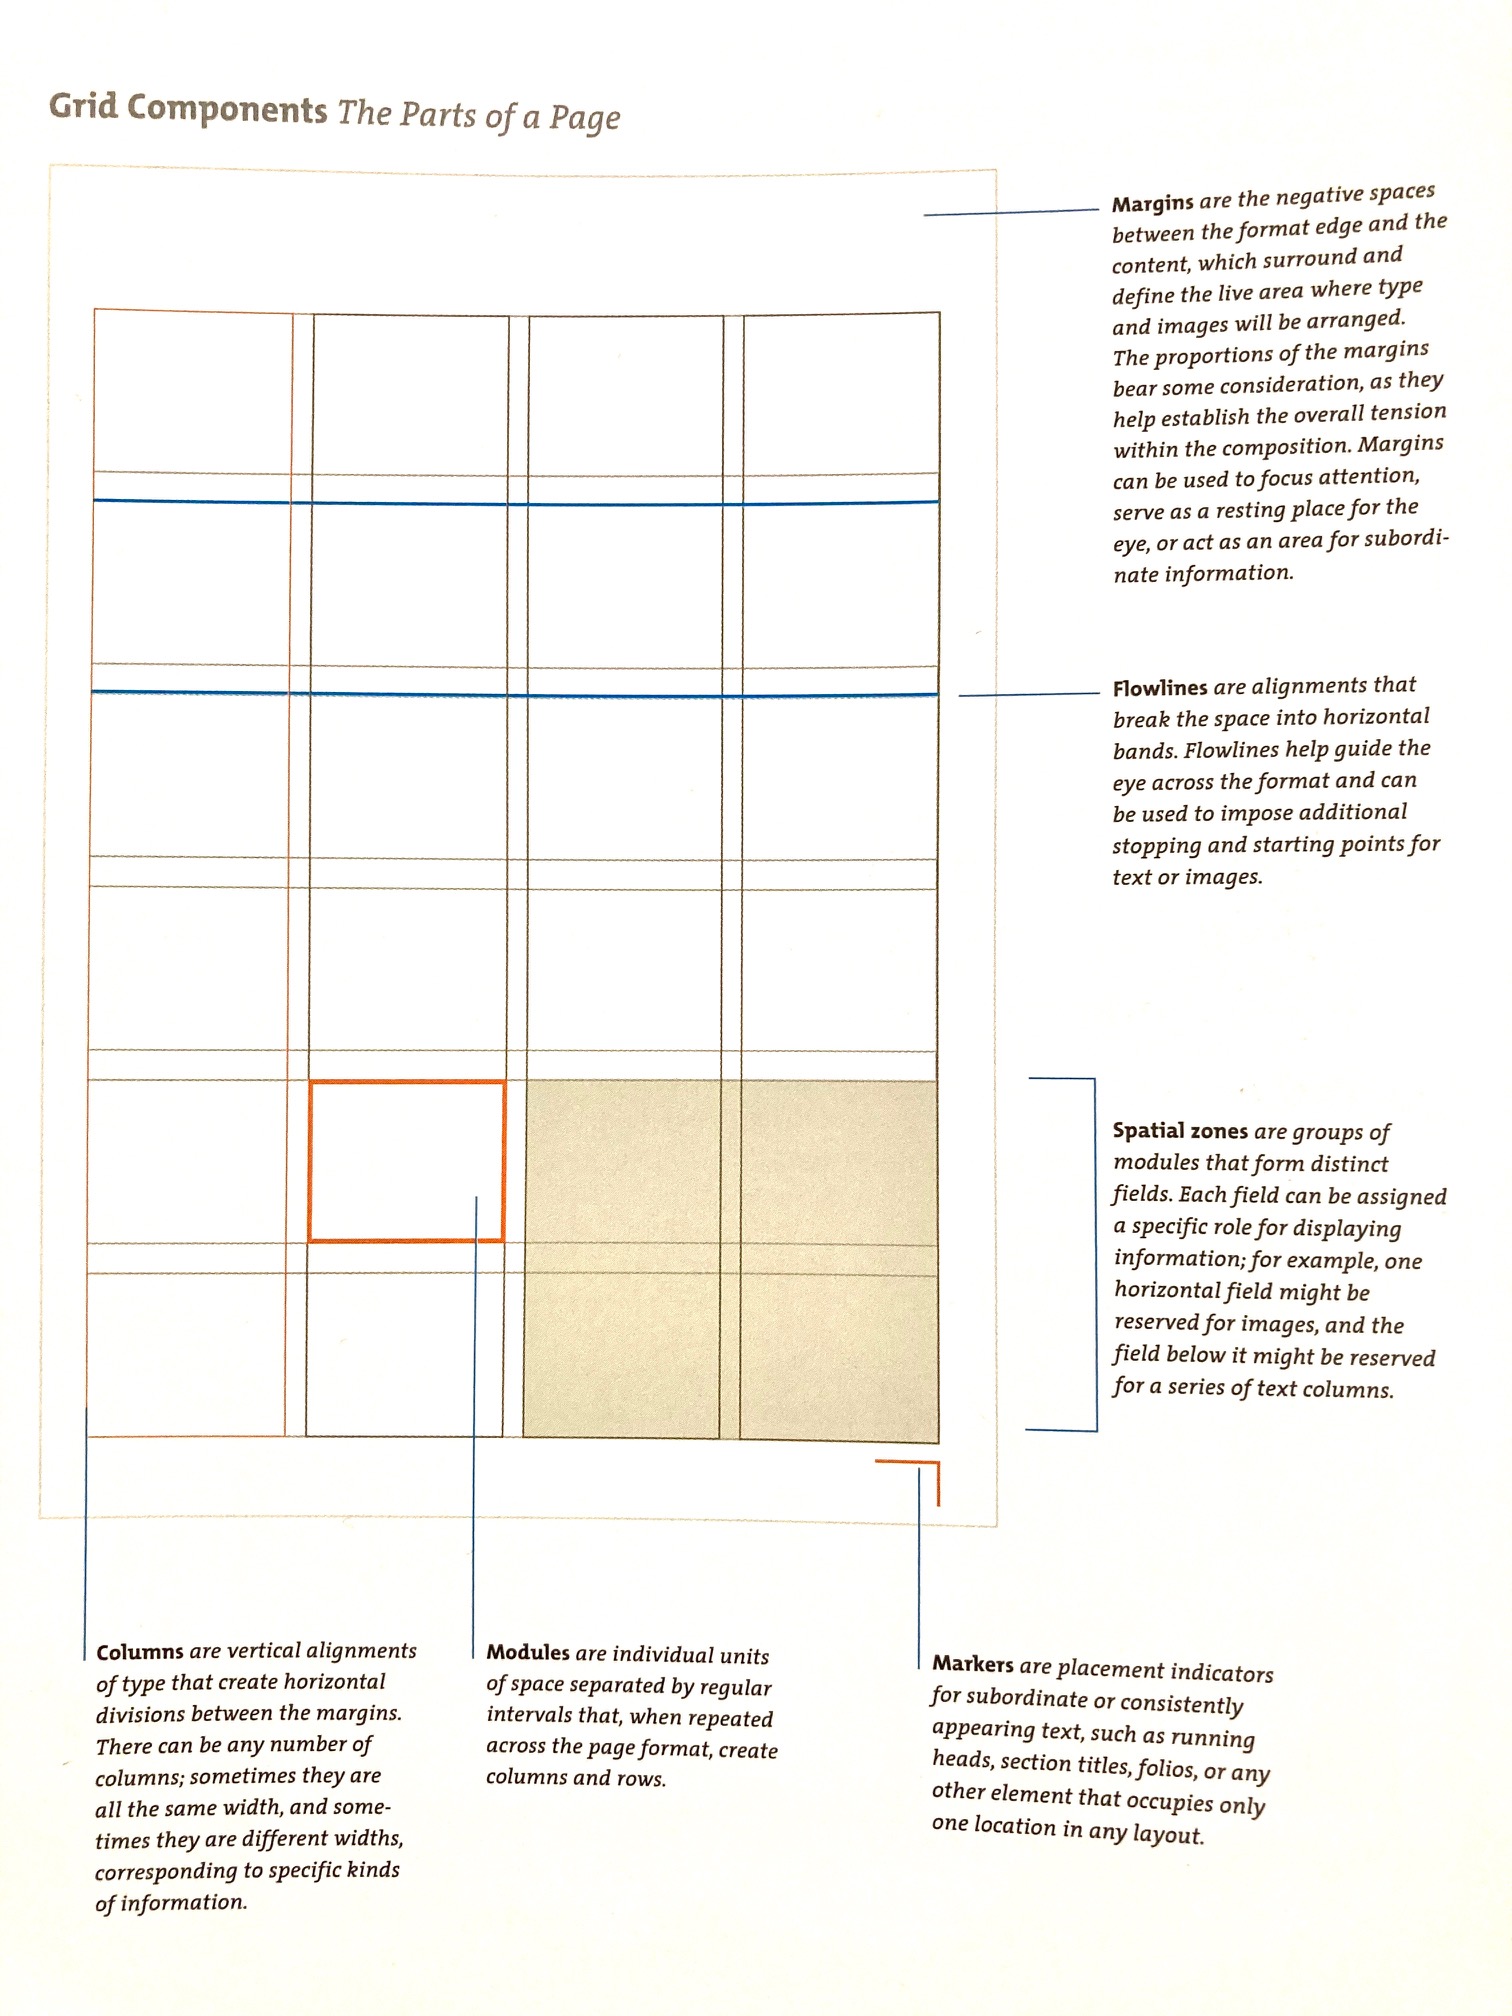 Grid Components The Parts of a Page
Margins are the negative spaces
between the format edge and the
content, which surround and
define the live area where type
and images will be arranged.
The proportions of the margins
bear some consideration, as they
help establish the overall tension
within the composition. Margins
can be used to focus attention,
serve as a resting place for the
eye, or act as an area for subordi-
nate information.
Flowlines are alignments that
break the space into horizontal
bands. Flowlines help guide the
eye across the format and can
be used to impose additional
stopping and starting points for
text or images.
Spatial zones are groups of
modules that form distinct
fields. Each field can be assigned
a specific role for displaying
information; for example, one
horizontal field might be
reserved for images, and the
field below it might be reserved
for a series of text columns.
Columns are vertical alignments
of type that create horizontal
divisions between the margins.
There can be any number of
columns; sometimes they are
all the same width, and some-
times they are different widths,
corresponding to specific kinds
of information.
Modules are individual units
of space separated by regular
intervals that, when repeated
across the page format, create
columns and rows.
Markers are placement indicators
for subordinate or consistently
appearing text, such as running
heads, section titles, folios, or any
other element that occupies only
one location in any layout.